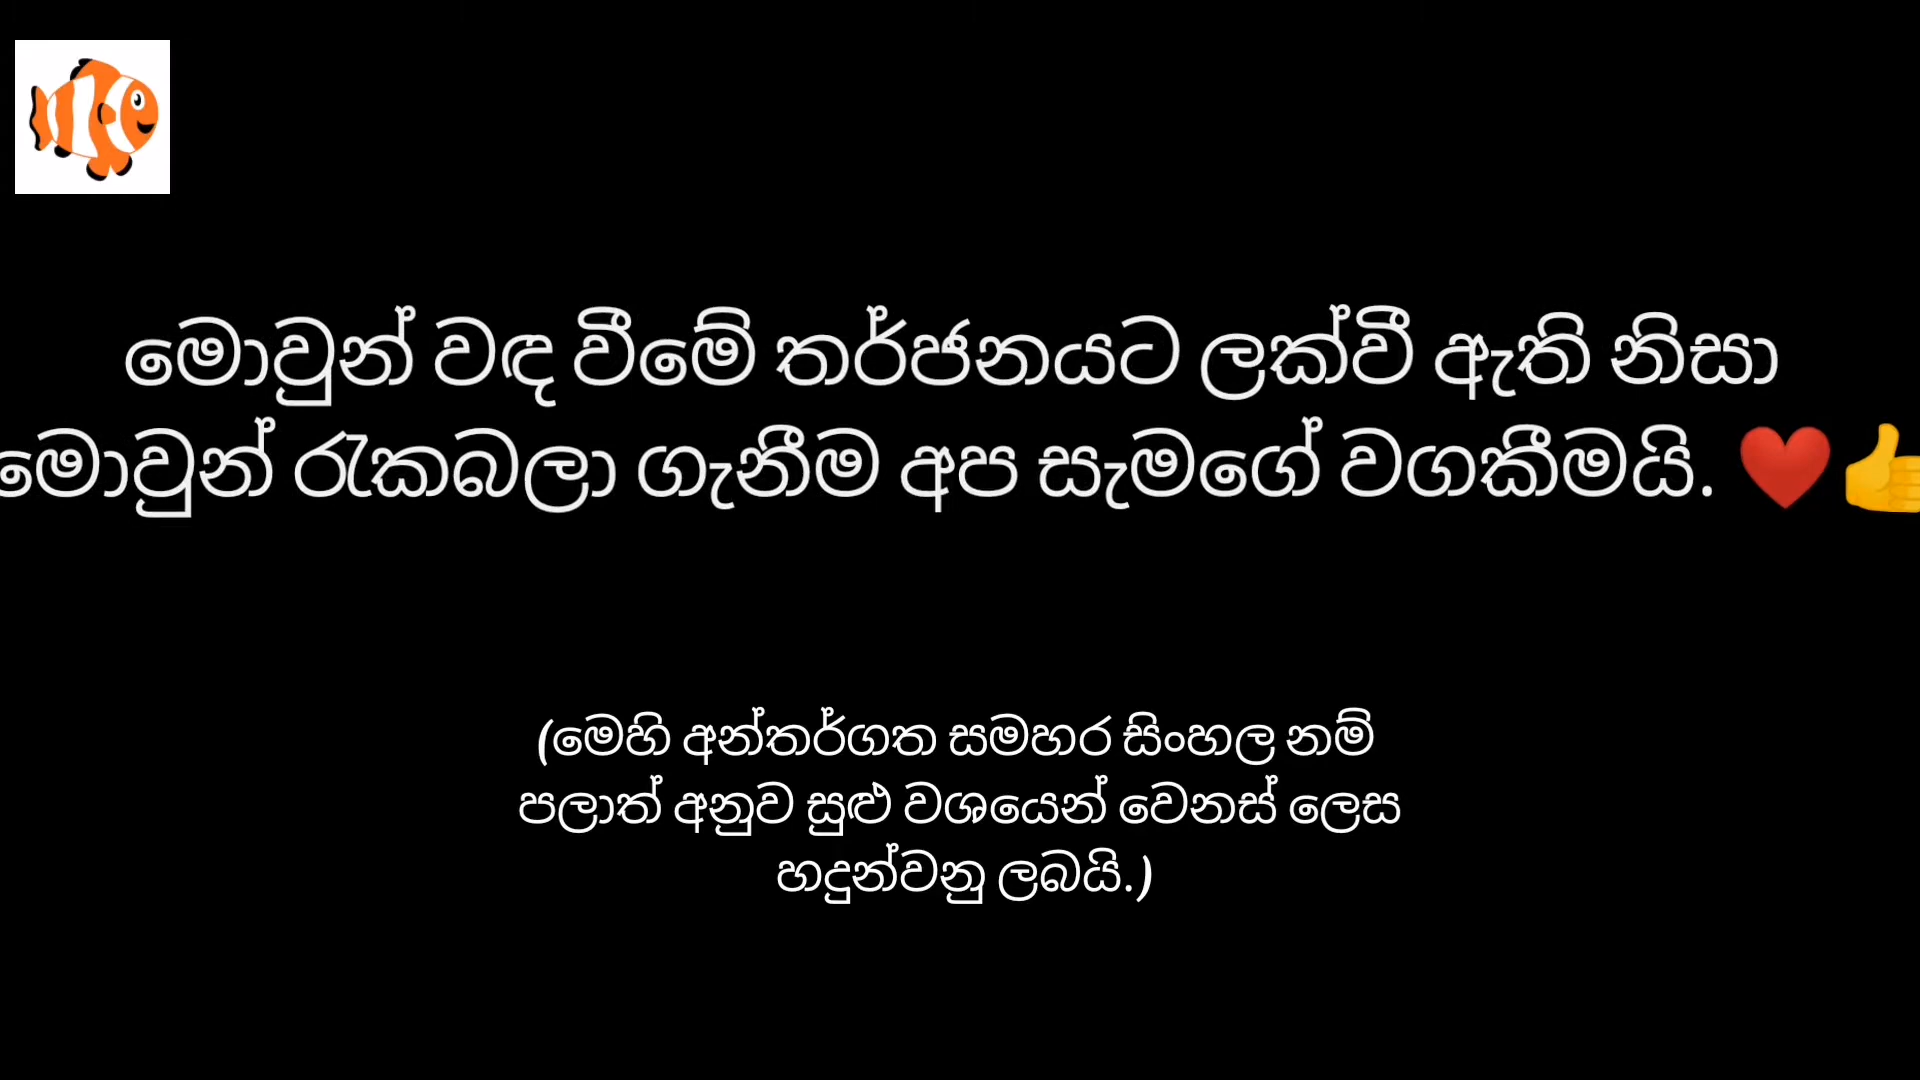 මොවුන් වඳ වීමේ තර්ජනයට ලක්වී ඇති නිසා
මොවුන් රැකබලා ගැනීම අප සැමගේ වගකීමයි. ❤️👍
(මෙහි අන්තර්ගත සමහර සිංහල නම්
පලාත් අනුව සුළු වශයෙන් වෙනස් ලෙස
හදුන්වනු ලබයි.)